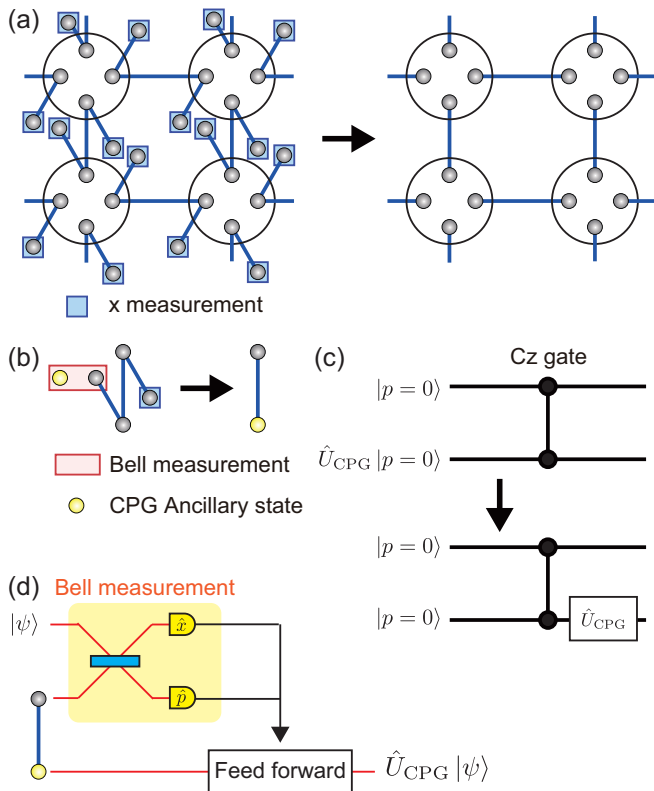 (a)
x measurement
(b)
Bell measurement
CPG Ancillary state
(c)
Cz gate
|p = 0⟩
Û_CPG |p = 0⟩
|p = 0⟩
|p = 0⟩
Û_CPG
(d)
Bell measurement
|ψ⟩
x̂
p̂
Feed forward
Û_CPG |ψ⟩